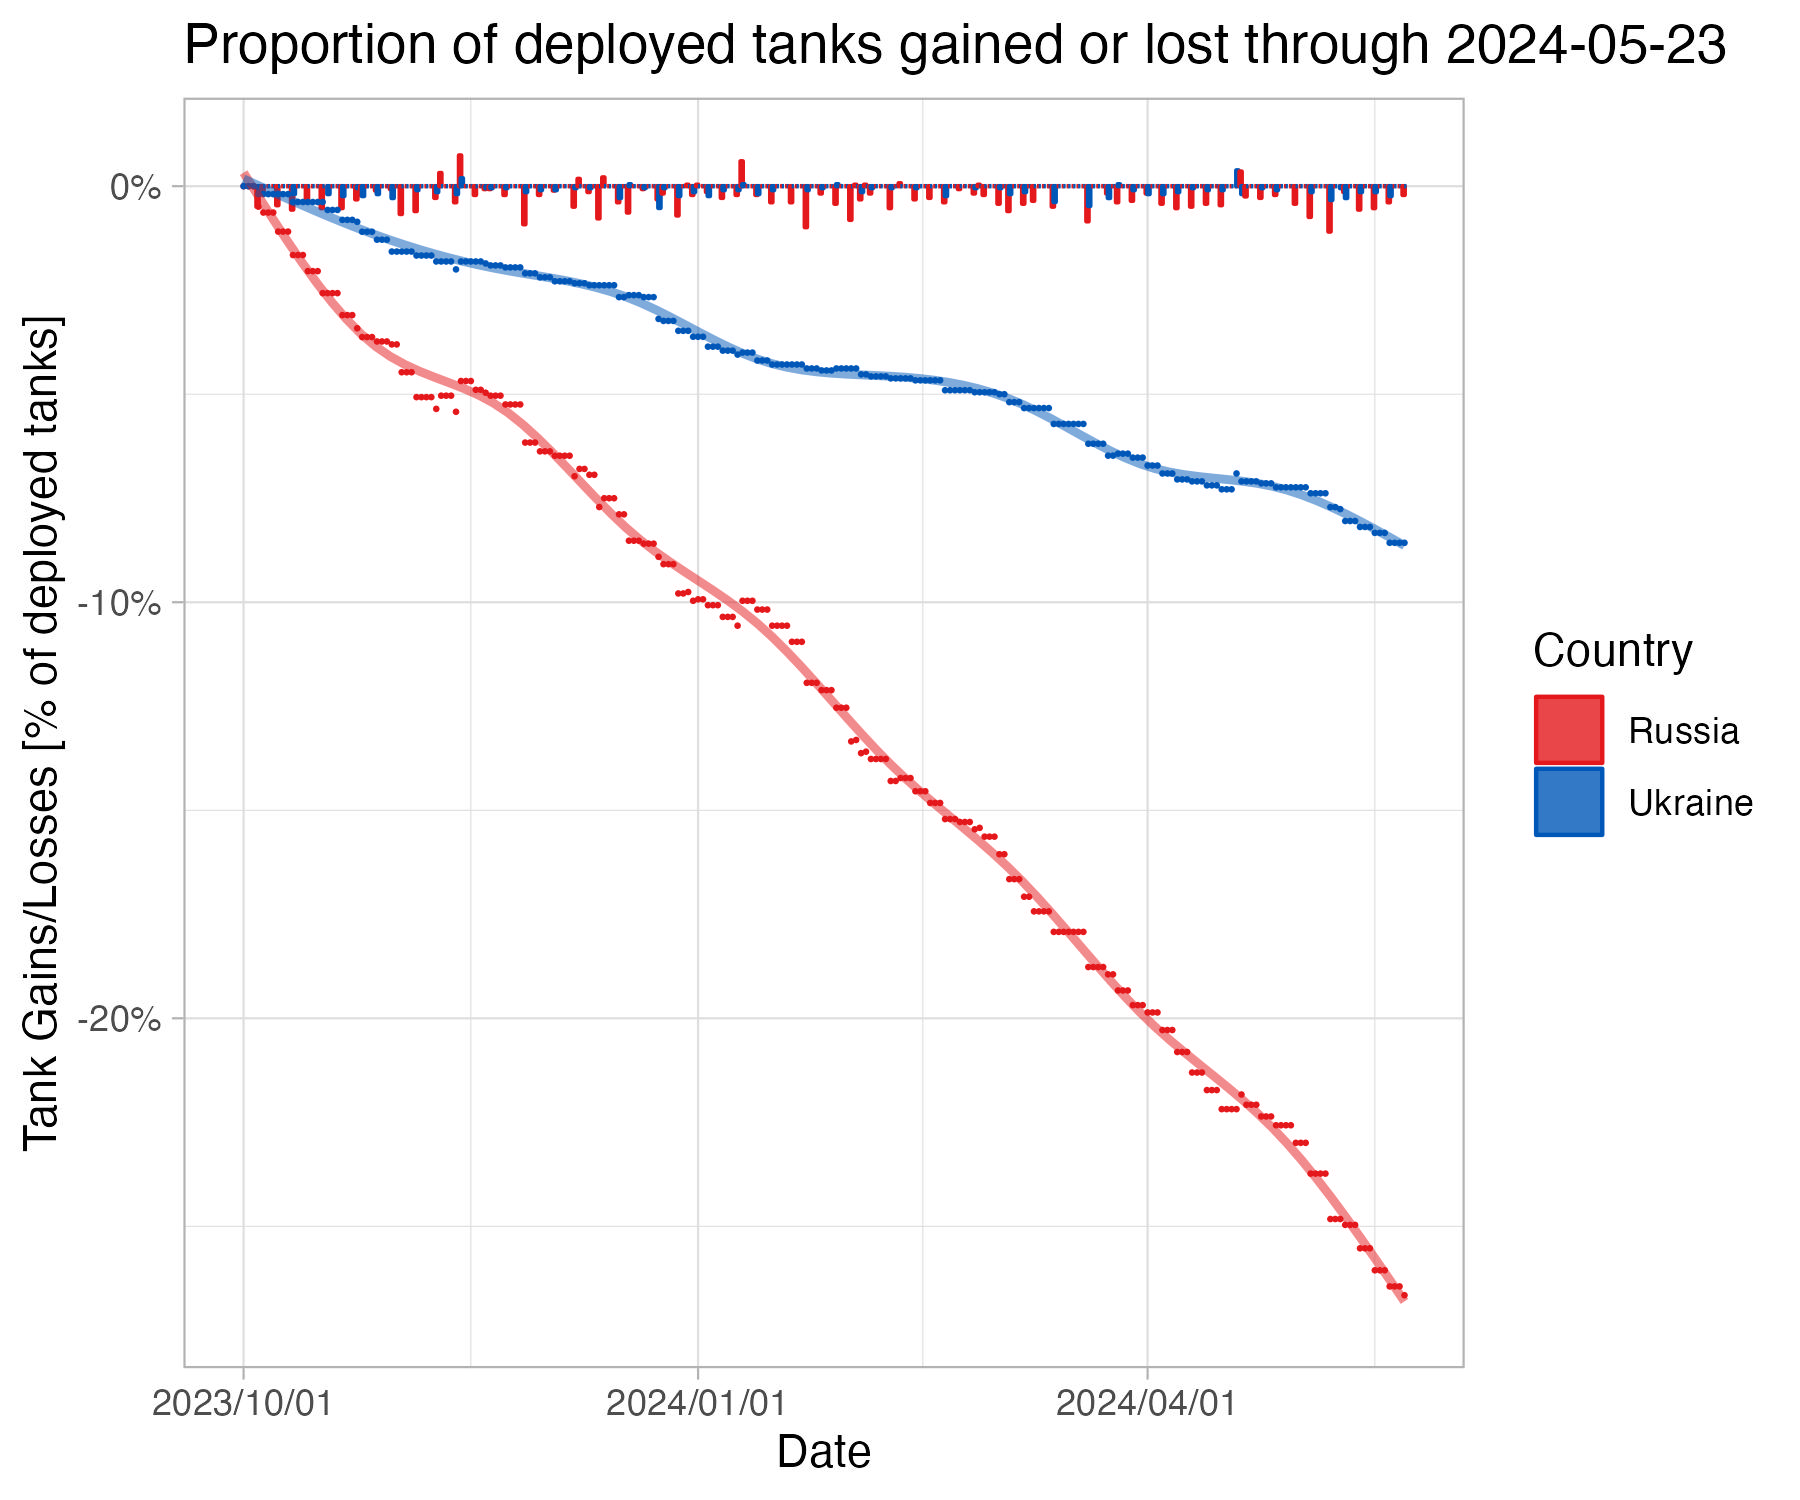 Proportion of deployed tanks gained or lost through 2024-05-23
Tank Gains/Losses [% of deployed tanks]
0%
-10%
-20%
2023/10/01
2024/01/01
2024/04/01
Date
Country
Russia
Ukraine